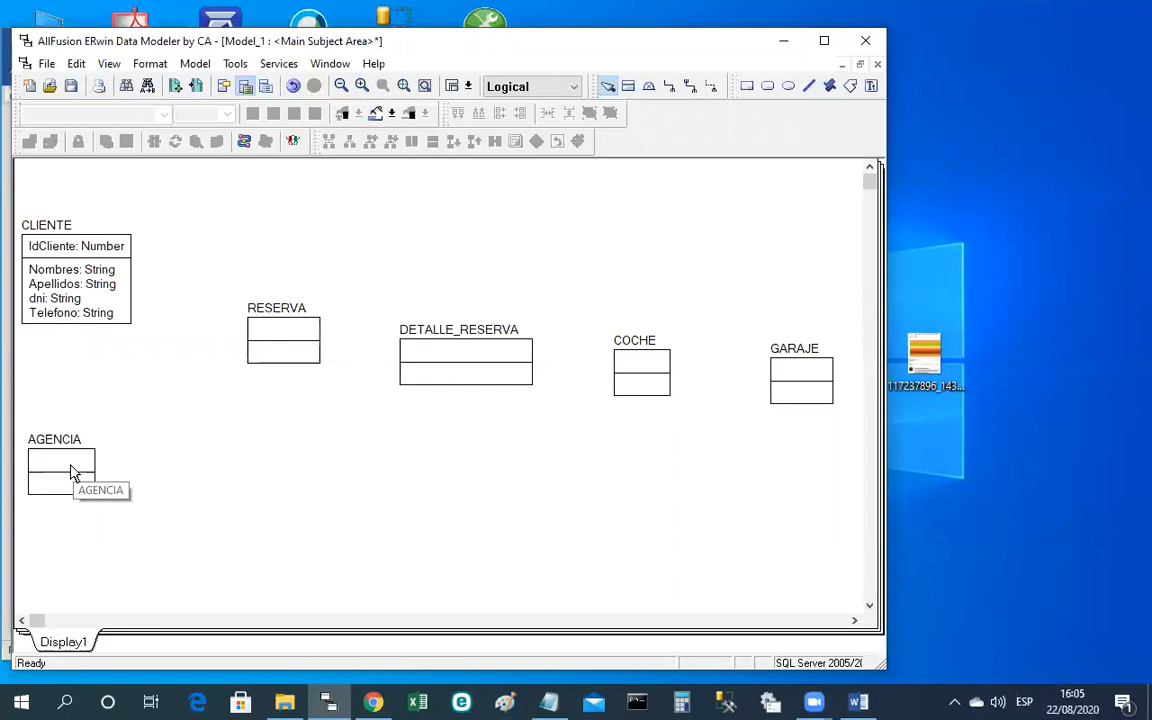 AllFusion ERwin Data Modeler by CA - [Model_1 : <Main Subject Area>*]
File Edit View Format Model Tools Services Window Help
Logical
CLIENTE
IdCliente: Number
Nombres: String
Apellidos: String
dni: String
Telefono: String
RESERVA
DETALLE_RESERVA
COCHE
GARAJE
117237896_143...
AGENCIA
AGENCIA
Display1
Ready
SQL Server 2005/20
ESP
16:05
22/08/2020
1